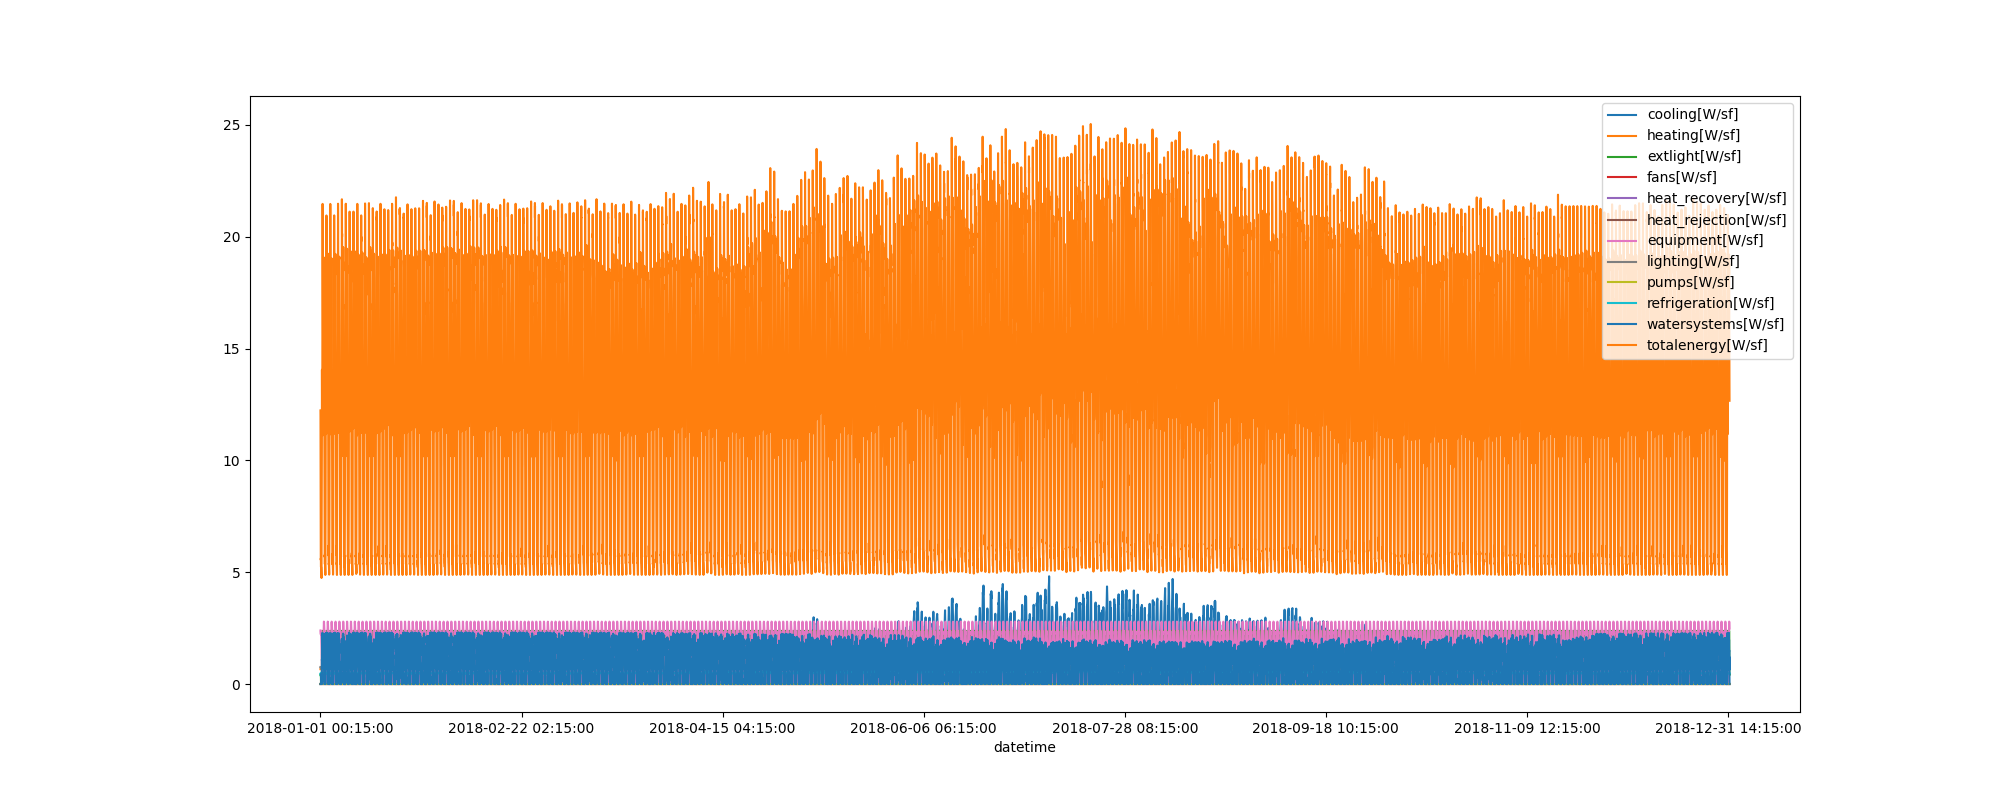 25
20
15
10
5
0
cooling[W/sf]
heating[W/sf]
extlight[W/sf]
fans[W/sf]
heat_recovery[W/sf]
heat_rejection[W/sf]
equipment[W/sf]
lighting[W/sf]
pumps[W/sf]
refrigeration[W/sf]
watersystems[W/sf]
totalenergy[W/sf]
2018-01-01 00:15:00 2018-02-22 02:15:00 2018-04-15 04:15:00 2018-06-06 06:15:00 2018-07-28 08:15:00 2018-09-18 10:15:00 2018-11-09 12:15:00 2018-12-31 14:15:00
datetime